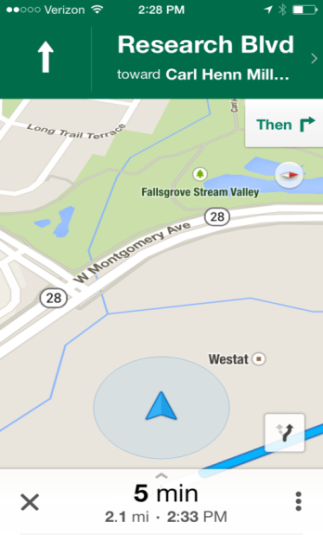 Verizon 2:28 PM
Research Blvd
toward Carl Henn Mill...
Long Trail Terrace
Then
Fallsgrove Stream Valley
28
W Montgomery Ave
28
Westat
5 min
2.1 mi · 2:33 PM